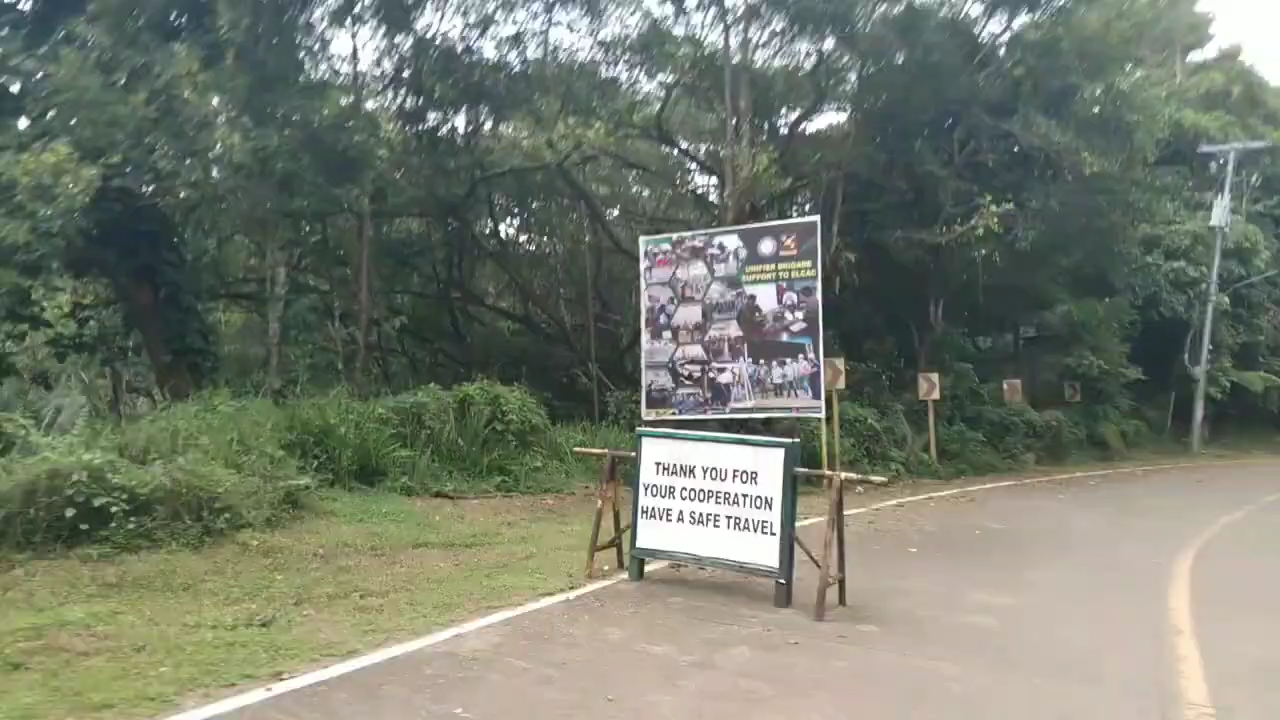 UNIFIER BRIGADE
SUPPORT TO ELCAC
THANK YOU FOR
YOUR COOPERATION
HAVE A SAFE TRAVEL